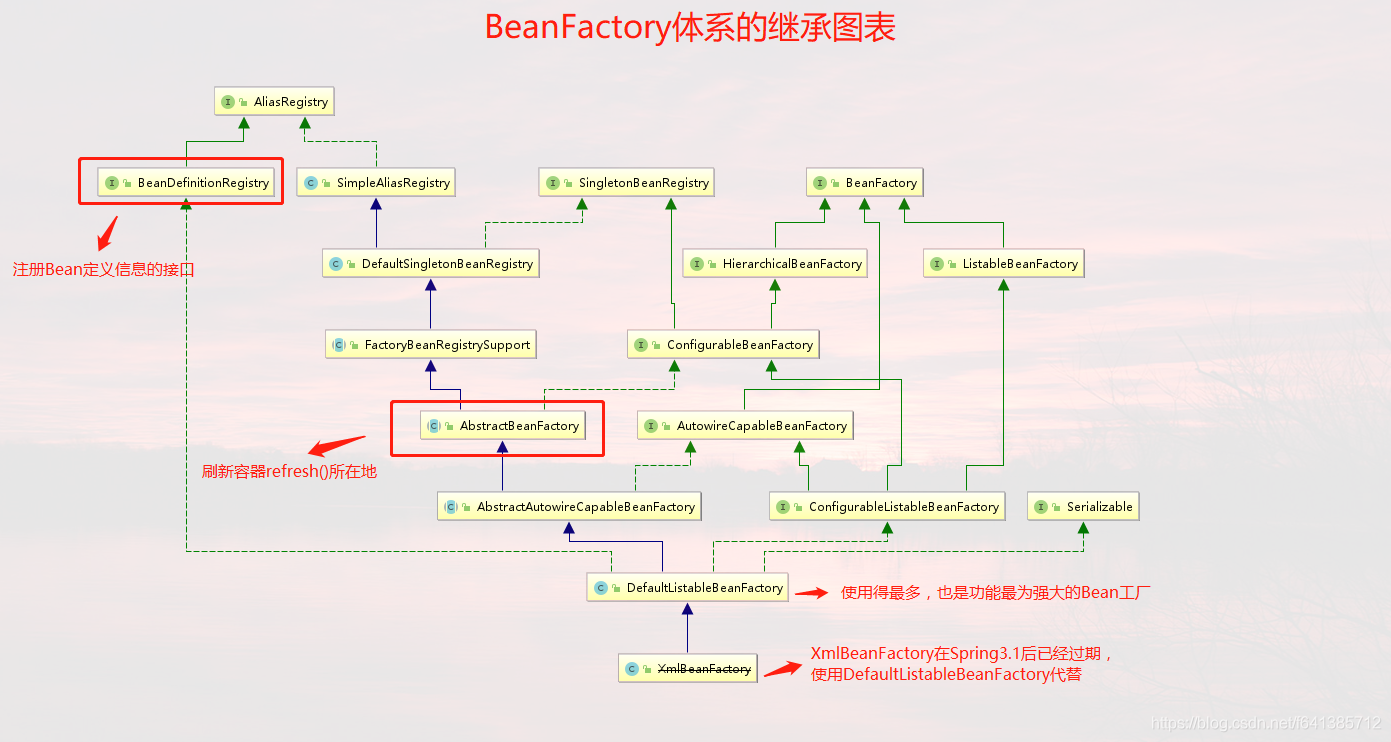 BeanFactory体系的继承图表
AliasRegistry
BeanDefinitionRegistry
SimpleAliasRegistry
SingletonBeanRegistry
BeanFactory
注册Bean定义信息的接口
DefaultSingletonBeanRegistry
HierarchicalBeanFactory
ListableBeanFactory
FactoryBeanRegistrySupport
ConfigurableBeanFactory
AbstractBeanFactory
AutowireCapableBeanFactory
刷新容器refresh()所在地
AbstractAutowireCapableBeanFactory
ConfigurableListableBeanFactory
Serializable
DefaultListableBeanFactory
使用得最多，也是功能最为强大的Bean工厂
XmlBeanFactory
XmlBeanFactory在Spring3.1后已经过期，
使用DefaultListableBeanFactory代替
https://blog.csdn.net/i641385712